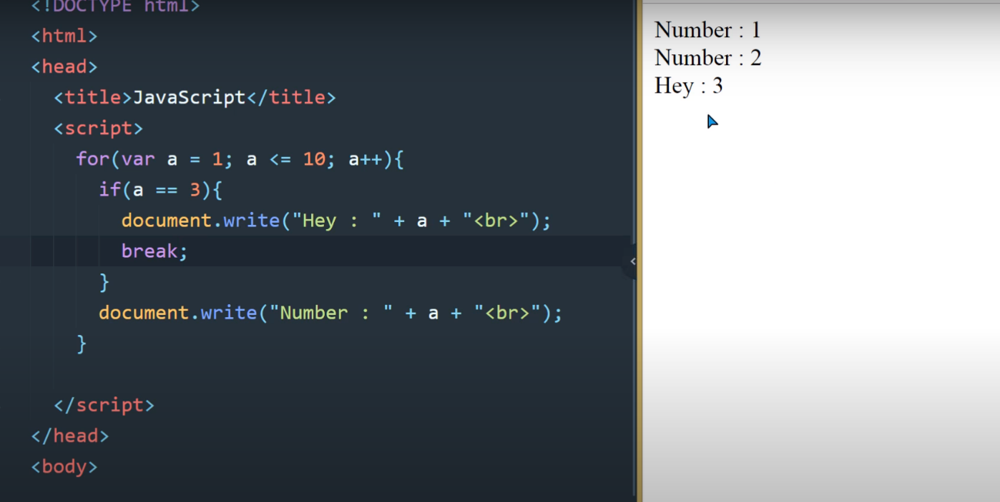 <!DOCTYPE html>
<html>
<head>
<title>JavaScript</title>
<script>
for(var a = 1; a <= 10; a++){
if(a == 3){
document.write("Hey : " + a + "<br>");
break;
}
document.write("Number : " + a + "<br>");
}
</script>
</head>
<body>
Number : 1
Number : 2
Hey : 3